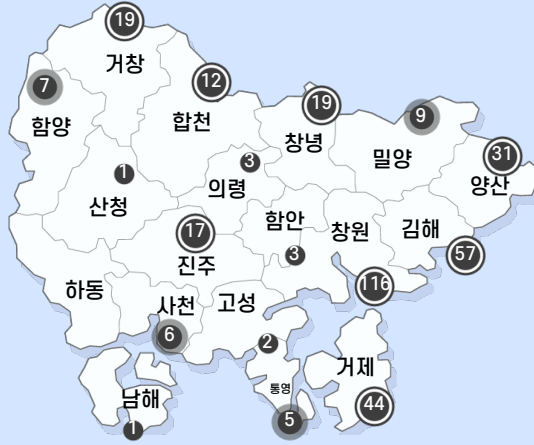 19
거창
7
함양
12
합천
19
창녕
9
밀양
31
양산
1
산청
3
의령
17
진주
함안
3
창원
김해
57
116
하동
사천
6
고성
2
통영
5
거제
44
남해
1